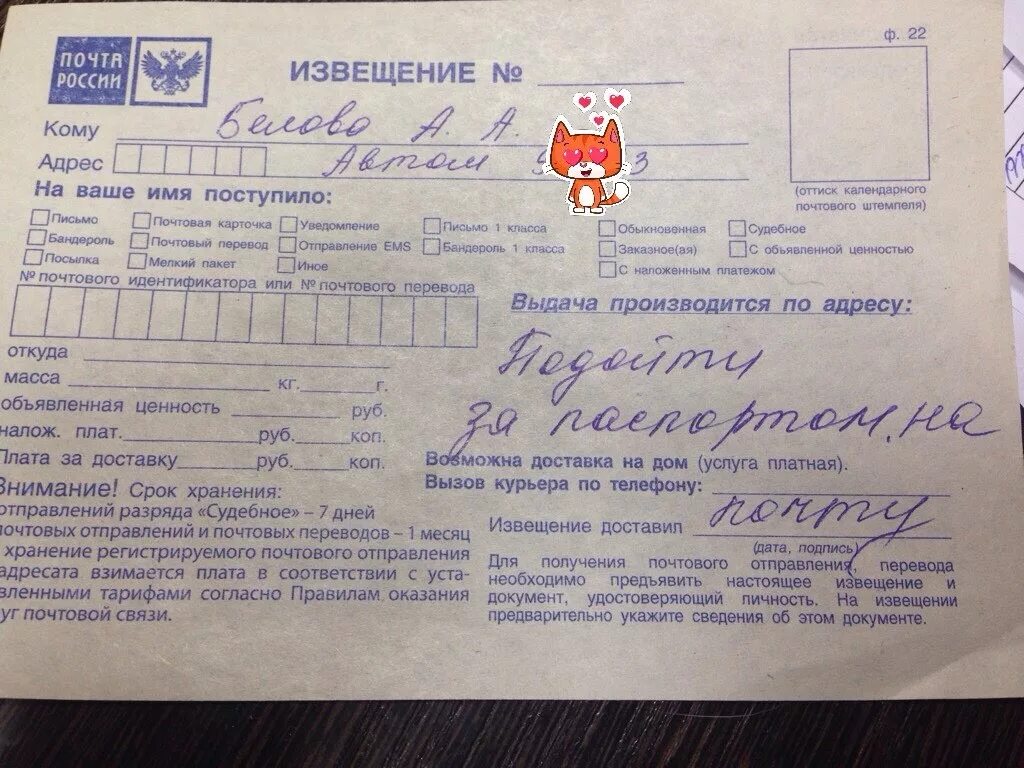 ПОЧТА
РОССИИ
ф. 22
ИЗВЕЩЕНИЕ №
Кому Белова А. А.
Адрес Автом 3
(оттиск календарного
почтового штемпеля)
На ваше имя поступило:
Письмо Почтовая карточка Уведомление Письмо 1 класса Обыкновенная Судебное
Бандероль Почтовый перевод Отправление EMS Бандероль 1 класса Заказное(ая) С объявленной ценностью
Посылка Мелкий пакет Иное С наложенным платежом
№ почтового идентификатора или № почтового перевода
Выдача производится по адресу:
Подойти
за паспортом, на
почту
откуда
масса кг. г.
объявленная ценность руб.
налож. плат. руб. коп.
Плата за доставку руб. коп.
Возможна доставка на дом (услуга платная).
Вызов курьера по телефону:
Извещение доставил
(дата, подпись)
Внимание! Срок хранения:
отправлений разряда «Судебное» – 7 дней
почтовых отправлений и почтовых переводов – 1 месяц
хранение регистрируемого почтового отправления
адресата взимается плата в соответствии с уста-
вленными тарифами согласно Правилам оказания
уг почтовой связи.
Для получения почтового отправления, перевода
необходимо предъявить настоящее извещение и
документ, удостоверяющий личность. На извещении
предварительно укажите сведения об этом документе.